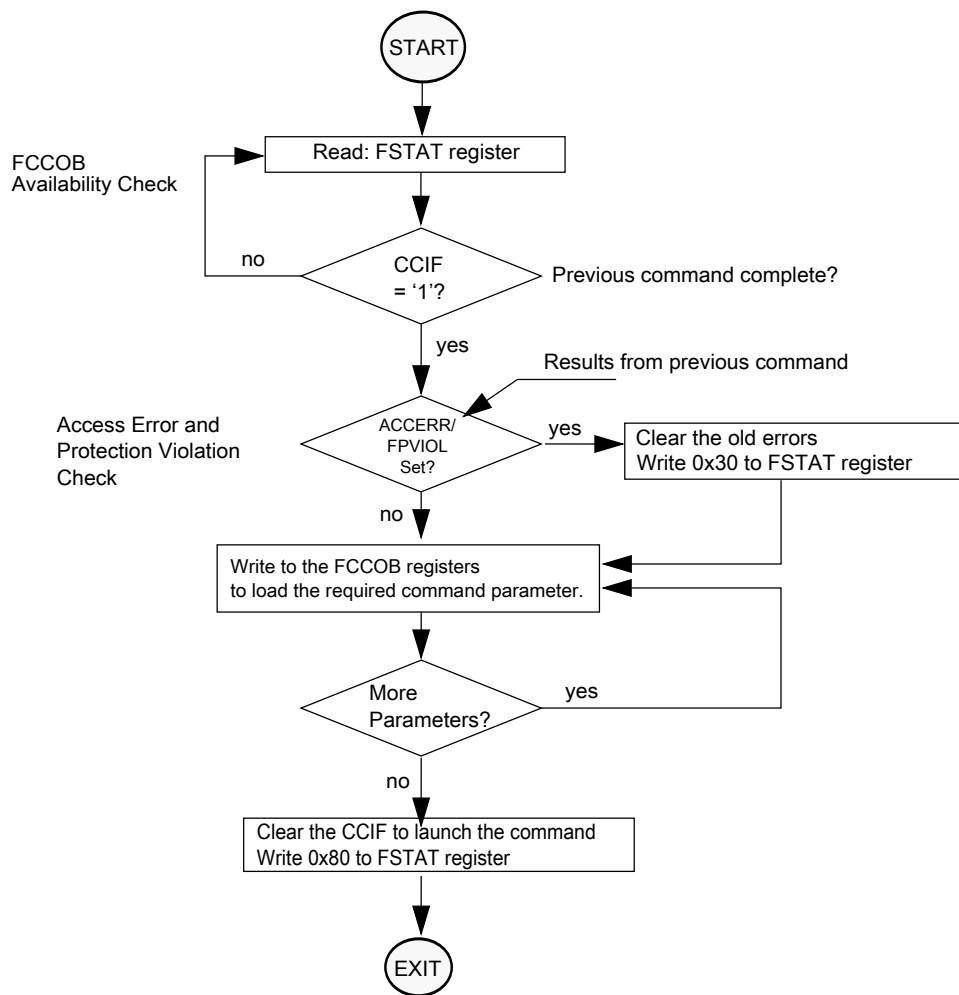 START
Read: FSTAT register
FCCOB
Availability Check
no
CCIF
= ‘1’?
Previous command complete?
yes
Results from previous command
Access Error and
Protection Violation
Check
ACCERR/
FPVIOL
Set?
yes
Clear the old errors
Write 0x30 to FSTAT register
no
Write to the FCCOB registers
to load the required command parameter.
More
Parameters?
yes
no
Clear the CCIF to launch the command
Write 0x80 to FSTAT register
EXIT